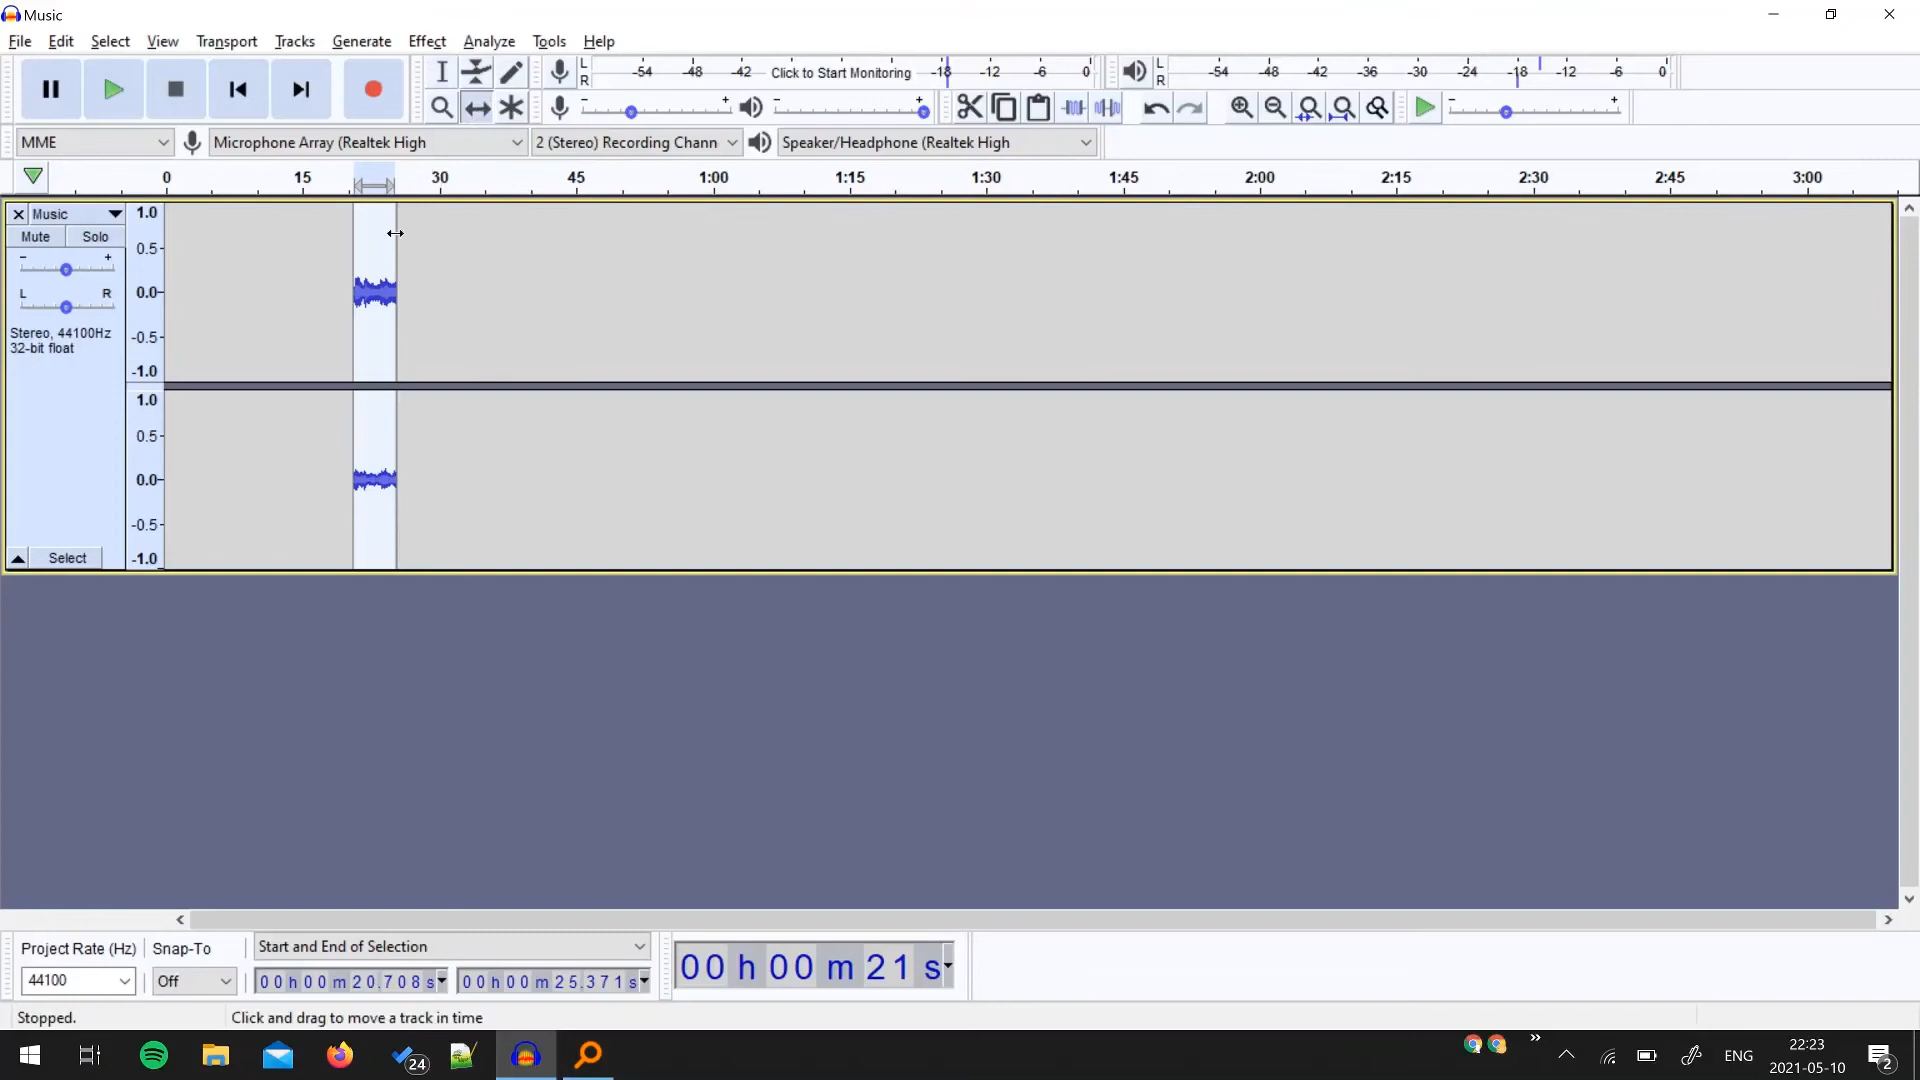 Music
File Edit Select View Transport Tracks Generate Effect Analyze Tools Help
L R -54 -48 -42 Click to Start Monitoring -18 -12 -6 0 L R -54 -48 -42 -36 -30 -24 -18 -12 -6 0
- + - + - +
MME Microphone Array (Realtek High 2 (Stereo) Recording Chann Speaker/Headphone (Realtek High
0 15 30 45 1:00 1:15 1:30 1:45 2:00 2:15 2:30 2:45 3:00
Music 1.0
Mute Solo
0.5
- +
L R 0.0
Stereo, 44100Hz -0.5
32-bit float
-1.0
1.0
0.5
0.0
-0.5
Select -1.0
Project Rate (Hz) Snap-To Start and End of Selection
44100 Off 00 h 00 m 20.708 s 00 h 00 m 25.371 s 00 h 00 m 21 s
Stopped. Click and drag to move a track in time
24 ENG 22:23
2021-05-10 2